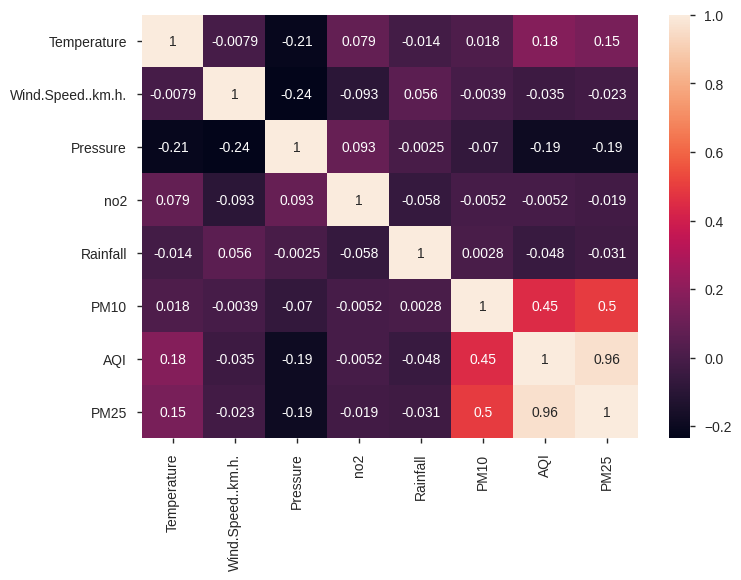 Temperature 1 -0.0079 -0.21 0.079 -0.014 0.018 0.18 0.15
Wind.Speed..km.h. -0.0079 1 -0.24 -0.093 0.056 -0.0039 -0.035 -0.023
Pressure -0.21 -0.24 1 0.093 -0.0025 -0.07 -0.19 -0.19
no2 0.079 -0.093 0.093 1 -0.058 -0.0052 -0.0052 -0.019
Rainfall -0.014 0.056 -0.0025 -0.058 1 0.0028 -0.048 -0.031
PM10 0.018 -0.0039 -0.07 -0.0052 0.0028 1 0.45 0.5
AQI 0.18 -0.035 -0.19 -0.0052 -0.048 0.45 1 0.96
PM25 0.15 -0.023 -0.19 -0.019 -0.031 0.5 0.96 1
Temperature
Wind.Speed..km.h.
Pressure
no2
Rainfall
PM10
AQI
PM25
1.0
0.8
0.6
0.4
0.2
0.0
−0.2